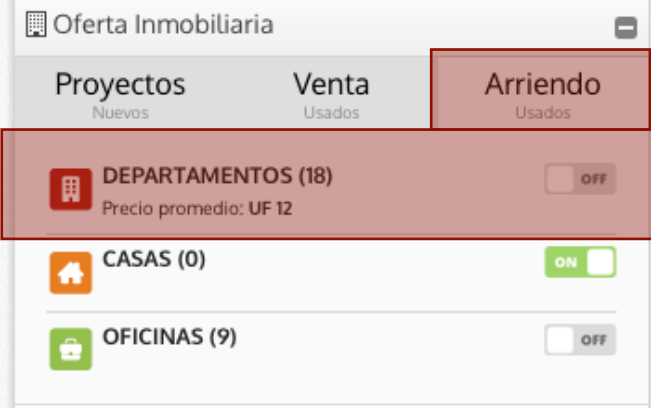 Oferta Inmobiliaria
Proyectos Venta Arriendo
Nuevos Usados Usados
DEPARTAMENTOS (18) OFF
Precio promedio: UF 12
CASAS (0) ON
OFICINAS (9) OFF